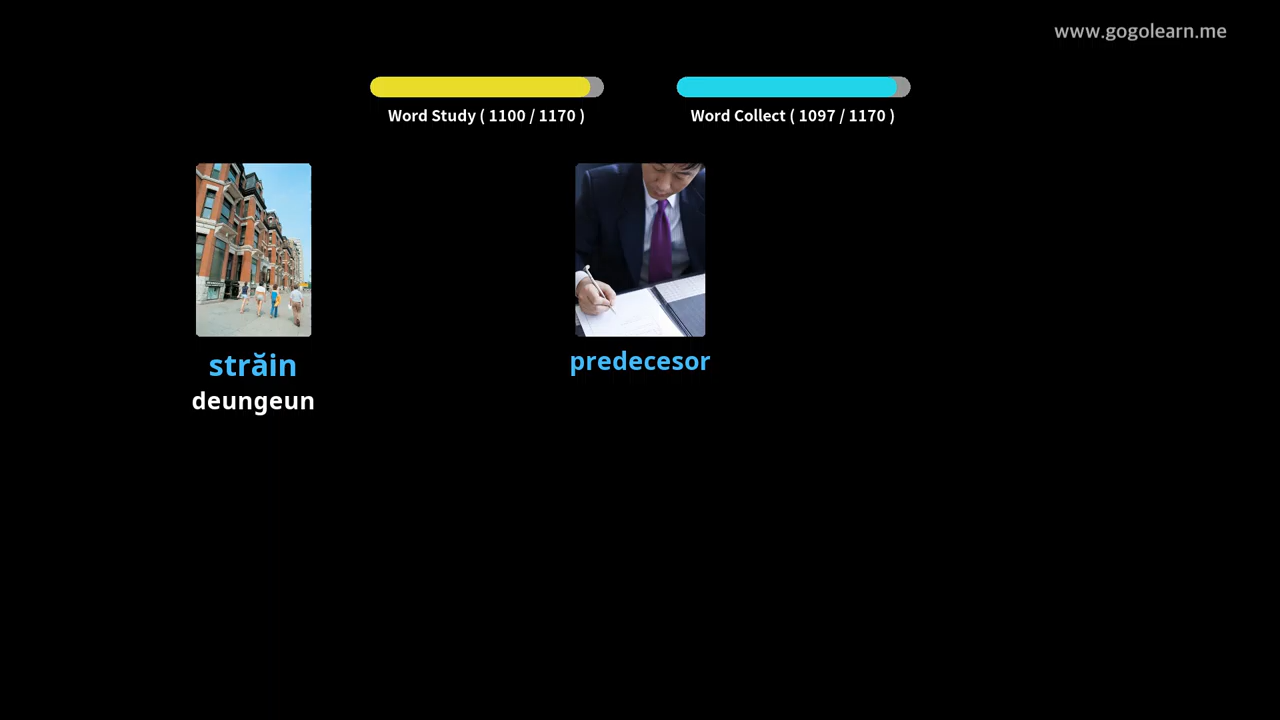 www.gogolearn.me
Word Study ( 1100 / 1170 )
Word Collect ( 1097 / 1170 )
străin
deungeun
predecesor